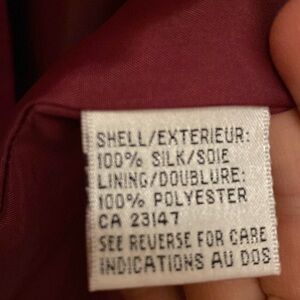 SHELL/EXTERIEUR:
100% SILK/SOIE
LINING/DOUBLURE:
100% POLYESTER
CA 23147
SEE REVERSE FOR CARE
INDICATIONS AU DOS